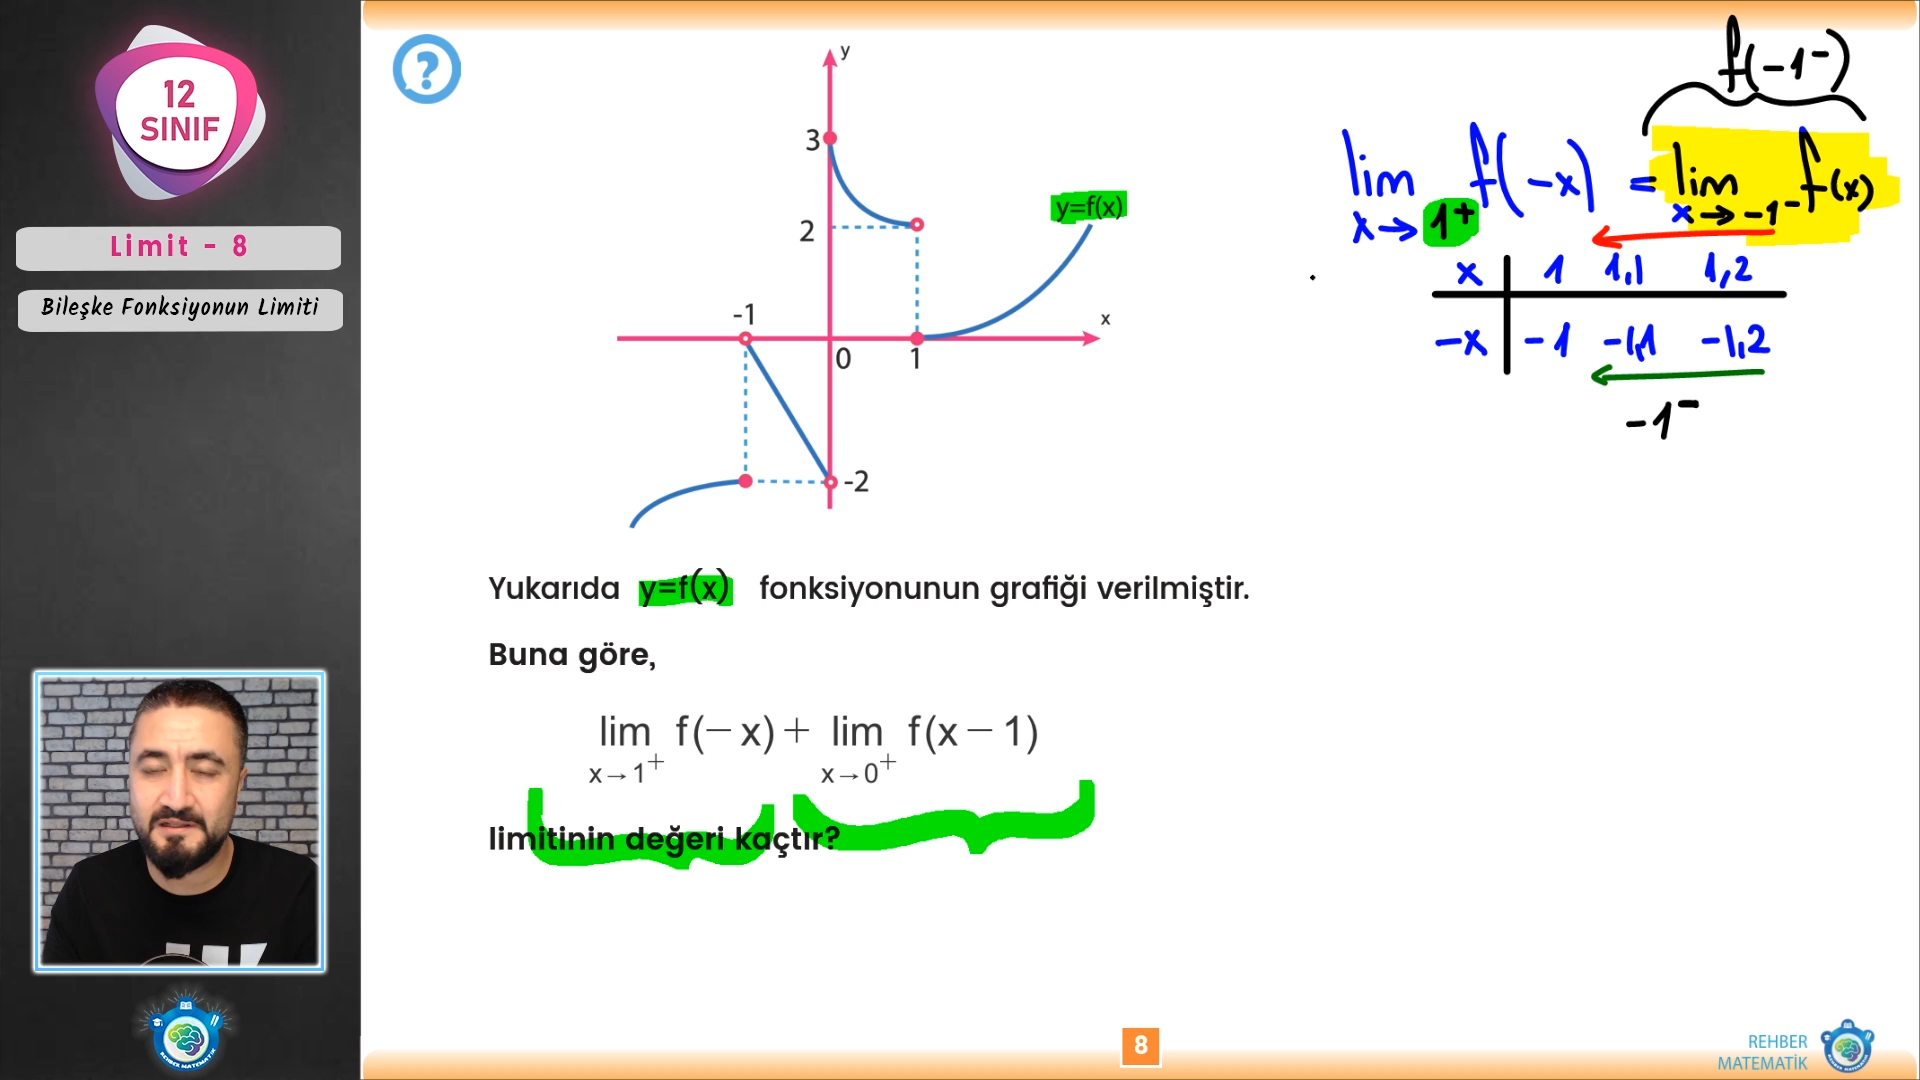 12
SINIF
Limit - 8
Bileşke Fonksiyonun Limiti
y
3
2
y=f(x)
-1
x
0
1
-2
f(-1⁻)
lim f(-x) = lim f(x)
x→1⁺ x→-1⁻
x 1 1,1 1,2
-x -1 -1,1 -1,2
-1⁻
Yukarıda y=f(x) fonksiyonunun grafiği verilmiştir.
Buna göre,
lim f(−x)+ lim f(x−1)
x→1⁺ x→0⁺
limitinin değeri kaçtır?
8
REHBER
MATEMATİK